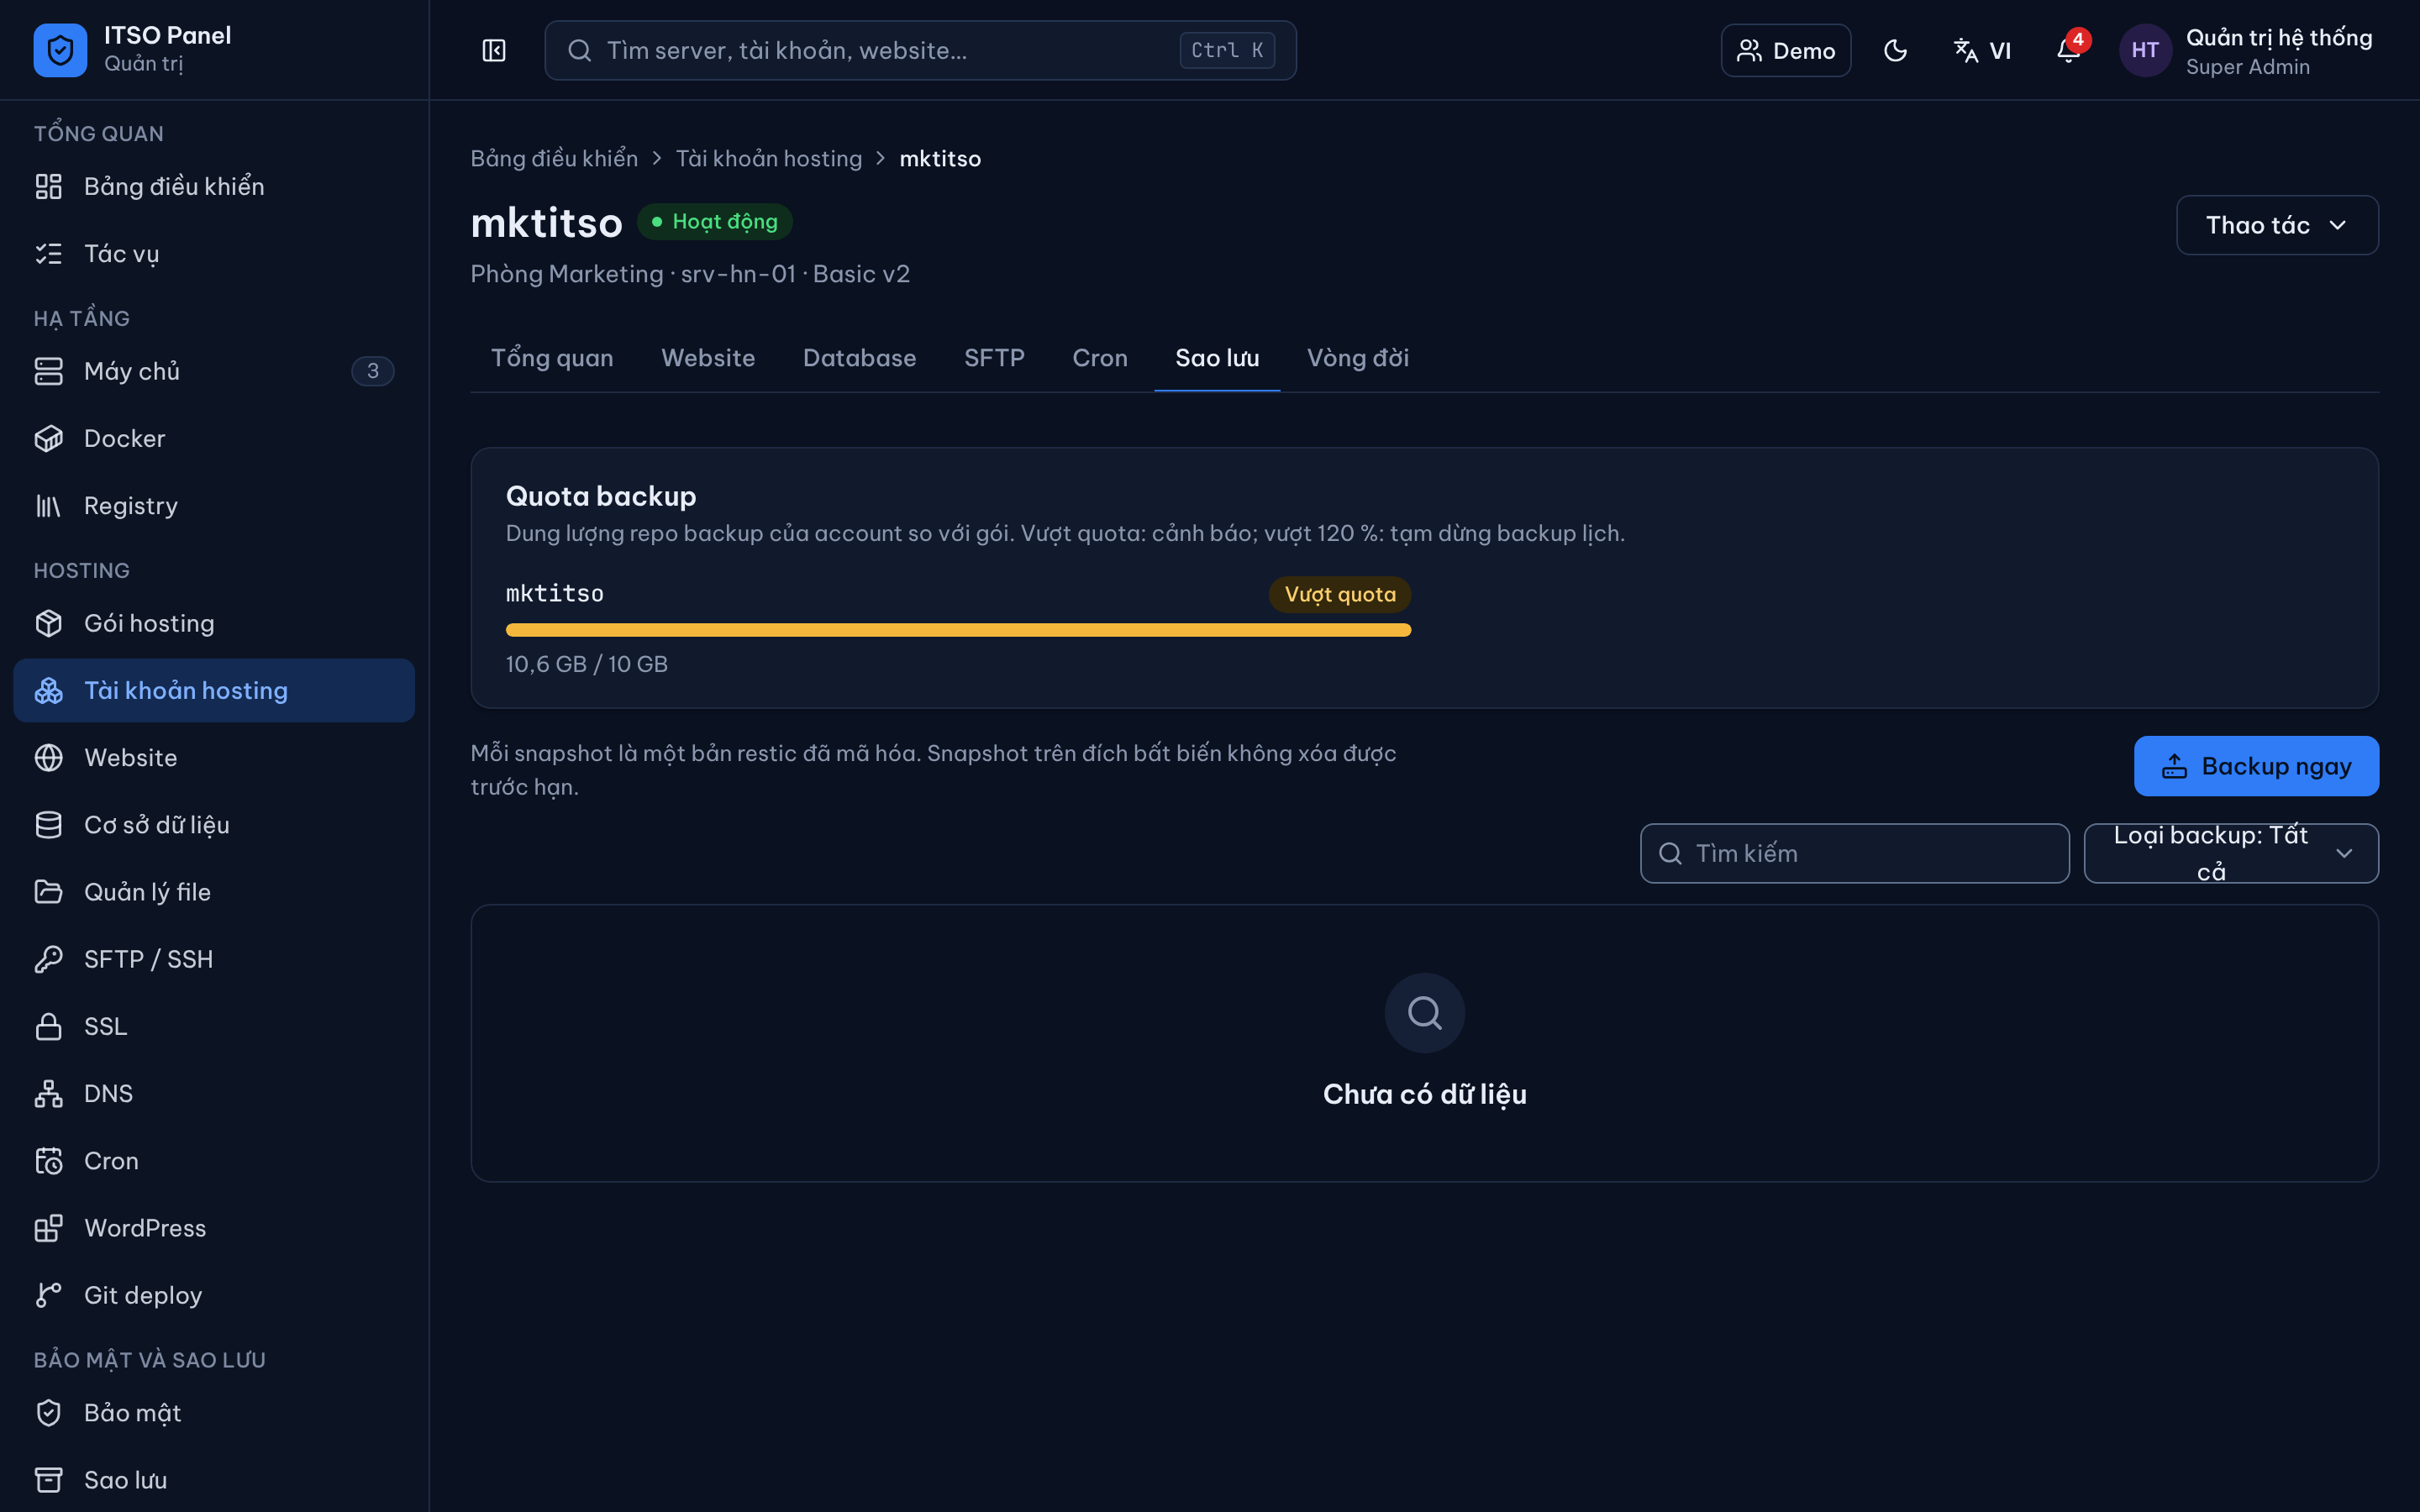 ITSO Panel
Quản trị
Tìm server, tài khoản, website...
Ctrl K
Demo
VI
4
HT
Quản trị hệ thống
Super Admin
TỔNG QUAN
Bảng điều khiển
Tác vụ
HẠ TẦNG
Máy chủ
3
Docker
Registry
HOSTING
Gói hosting
Tài khoản hosting
Website
Cơ sở dữ liệu
Quản lý file
SFTP / SSH
SSL
DNS
Cron
WordPress
Git deploy
BẢO MẬT VÀ SAO LƯU
Bảo mật
Sao lưu
Bảng điều khiển > Tài khoản hosting > mktitso
mktitso
Hoạt động
Thao tác
Phòng Marketing · srv-hn-01 · Basic v2
Tổng quan
Website
Database
SFTP
Cron
Sao lưu
Vòng đời
Quota backup
Dung lượng repo backup của account so với gói. Vượt quota: cảnh báo; vượt 120 %: tạm dừng backup lịch.
mktitso
Vượt quota
10,6 GB / 10 GB
Mỗi snapshot là một bản restic đã mã hóa. Snapshot trên đích bất biến không xóa được
trước hạn.
Backup ngay
Tìm kiếm
Loại backup: Tất
cả
Chưa có dữ liệu